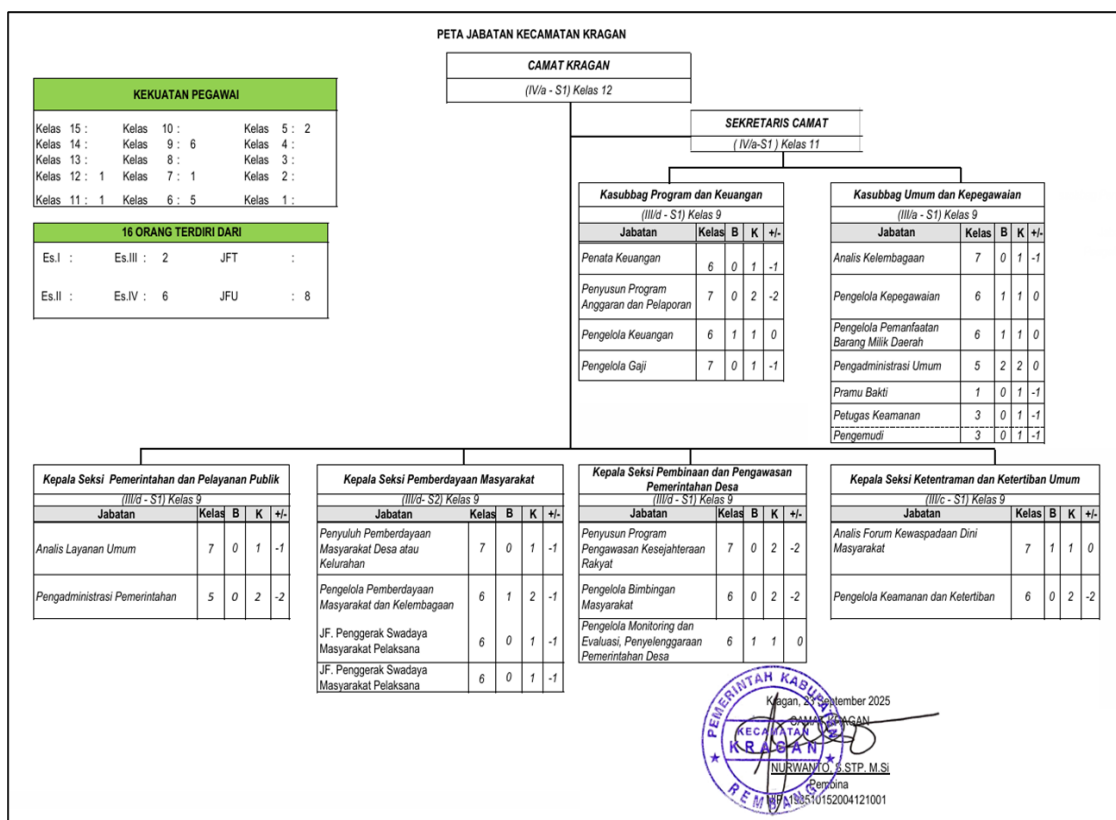 PETA JABATAN KECAMATAN KRAGAN
CAMAT KRAGAN
(IV/a - S1) Kelas 12
KEKUATAN PEGAWAI
Kelas 15 : Kelas 10 : Kelas 5 : 2
Kelas 14 : Kelas 9 : 6 Kelas 4 :
Kelas 13 : Kelas 8 : Kelas 3 :
Kelas 12 : 1 Kelas 7 : 1 Kelas 2 :
Kelas 11 : 1 Kelas 6 : 5 Kelas 1 :
16 ORANG TERDIRI DARI
Es.I : Es.III : 2 JFT :
Es.II : Es.IV : 6 JFU : 8
SEKRETARIS CAMAT
( IV/a-S1 ) Kelas 11
Kasubbag Program dan Keuangan
(III/d - S1) Kelas 9
Jabatan Kelas B K +/-
Penata Keuangan 6 0 1 -1
Penyusun Program
Anggaran dan Pelaporan 7 0 2 -2
Pengelola Keuangan 6 1 1 0
Pengelola Gaji 7 0 1 -1
Kasubbag Umum dan Kepegawaian
(III/a - S1) Kelas 9
Jabatan Kelas B K +/-
Analis Kelembagaan 7 0 1 -1
Pengelola Kepegawaian 6 1 1 0
Pengelola Pemanfaatan
Barang Milik Daerah 6 1 1 0
Pengadministrasi Umum 5 2 2 0
Pramu Bakti 1 0 1 -1
Petugas Keamanan 3 0 1 -1
Pengemudi 3 0 1 -1
Kepala Seksi Pemerintahan dan Pelayanan Publik
(III/d - S1) Kelas 9
Jabatan Kelas B K +/-
Analis Layanan Umum 7 0 1 -1
Pengadministrasi Pemerintahan 5 0 2 -2
Kepala Seksi Pemberdayaan Masyarakat
(III/d- S2) Kelas 9
Jabatan Kelas B K +/-
Penyuluh Pemberdayaan
Masyarakat Desa atau 7 0 1 -1
Kelurahan
Pengelola Pemberdayaan
Masyarakat dan Kelembagaan 6 1 2 -1
JF. Penggerak Swadaya
Masyarakat Pelaksana 6 0 1 -1
JF. Penggerak Swadaya
Masyarakat Pelaksana 6 0 1 -1
Kepala Seksi Pembinaan dan Pengawasan
Pemerintahan Desa
(III/d - S1) Kelas 9
Jabatan Kelas B K +/-
Penyusun Program
Pengawasan Kesejahteraan 7 0 2 -2
Rakyat
Pengelola Bimbingan
Masyarakat 6 0 2 -2
Pengelola Monitoring dan
Evaluasi, Penyelenggaraan 6 1 1 0
Pemerintahan Desa
Kepala Seksi Ketentraman dan Ketertiban Umum
(III/c - S1) Kelas 9
Jabatan Kelas B K +/-
Analis Forum Kewaspadaan Dini
Masyarakat 7 1 1 0
Pengelola Keamanan dan Ketertiban 6 0 2 -2
Kragan, 23 September 2025
CAMAT KRAGAN
NURWANTO, S.STP, M.Si
Pembina
PEMERINTAH KABUPATEN
KECAMATAN
KRAGAN
REMBANG